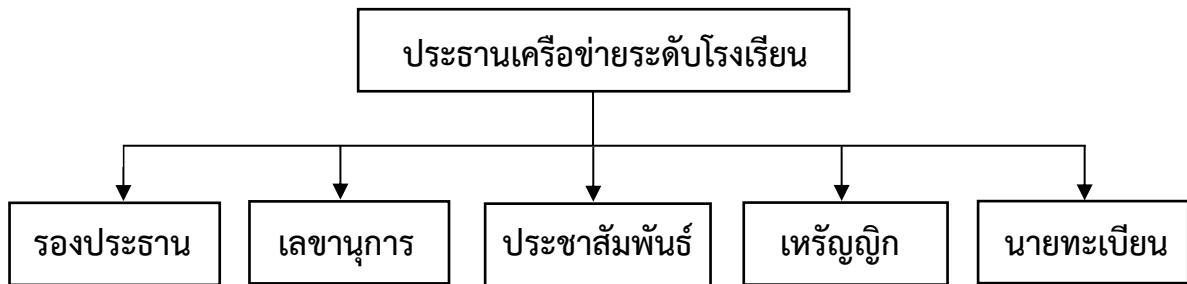 ประธานเครือข่ายระดับโรงเรียน
รองประธาน
เลขานุการ
ประชาสัมพันธ์
เหรัญญิก
นายทะเบียน